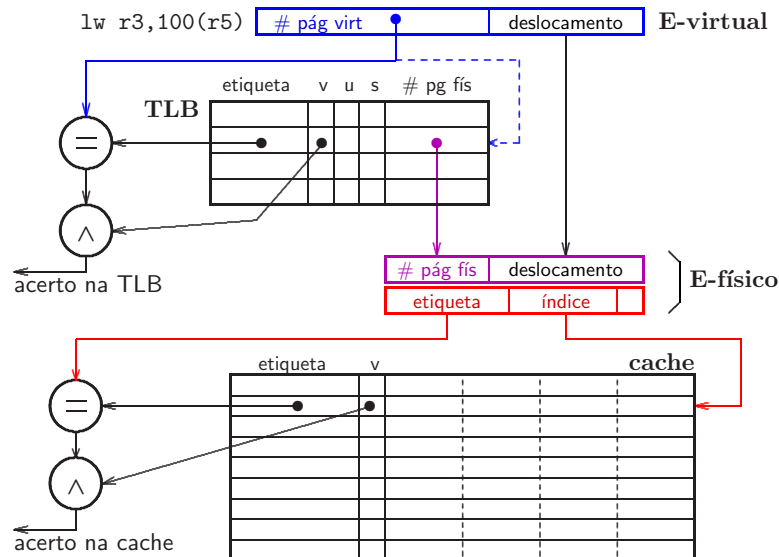 lw r3,100(r5) # pág virt deslocamento E-virtual
etiqueta v u s # pg fís
TLB
=
∧
# pág fís deslocamento
acerto na TLB
E-físico
etiqueta índice
etiqueta v cache
=
∧
acerto na cache